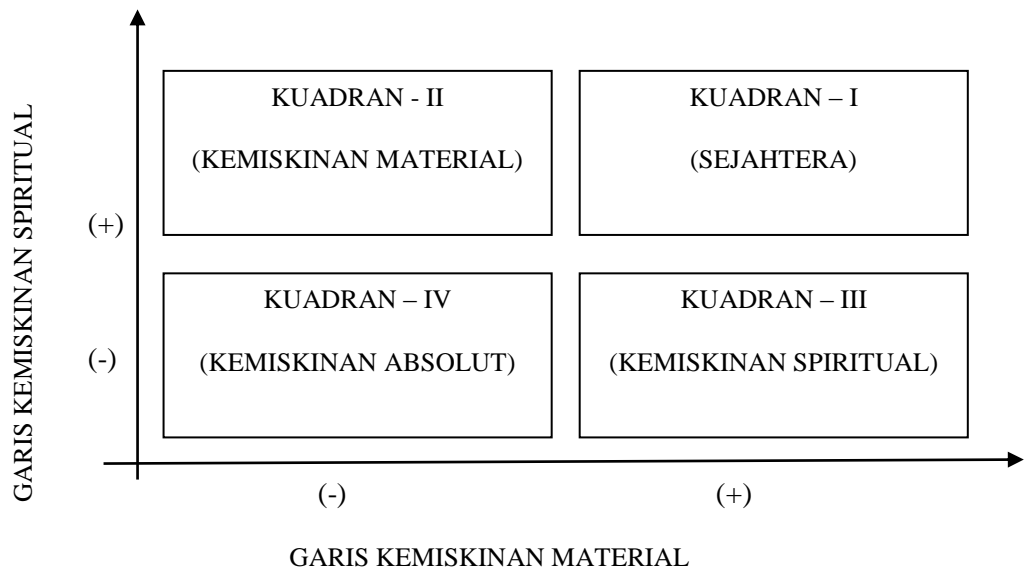 GARIS KEMISKINAN SPIRITUAL
KUADRAN - II
(KEMISKINAN MATERIAL)
KUADRAN – I
(SEJAHTERA)
(+)
KUADRAN – IV
(KEMISKINAN ABSOLUT)
KUADRAN – III
(KEMISKINAN SPIRITUAL)
(-)
(-)
(+)
GARIS KEMISKINAN MATERIAL